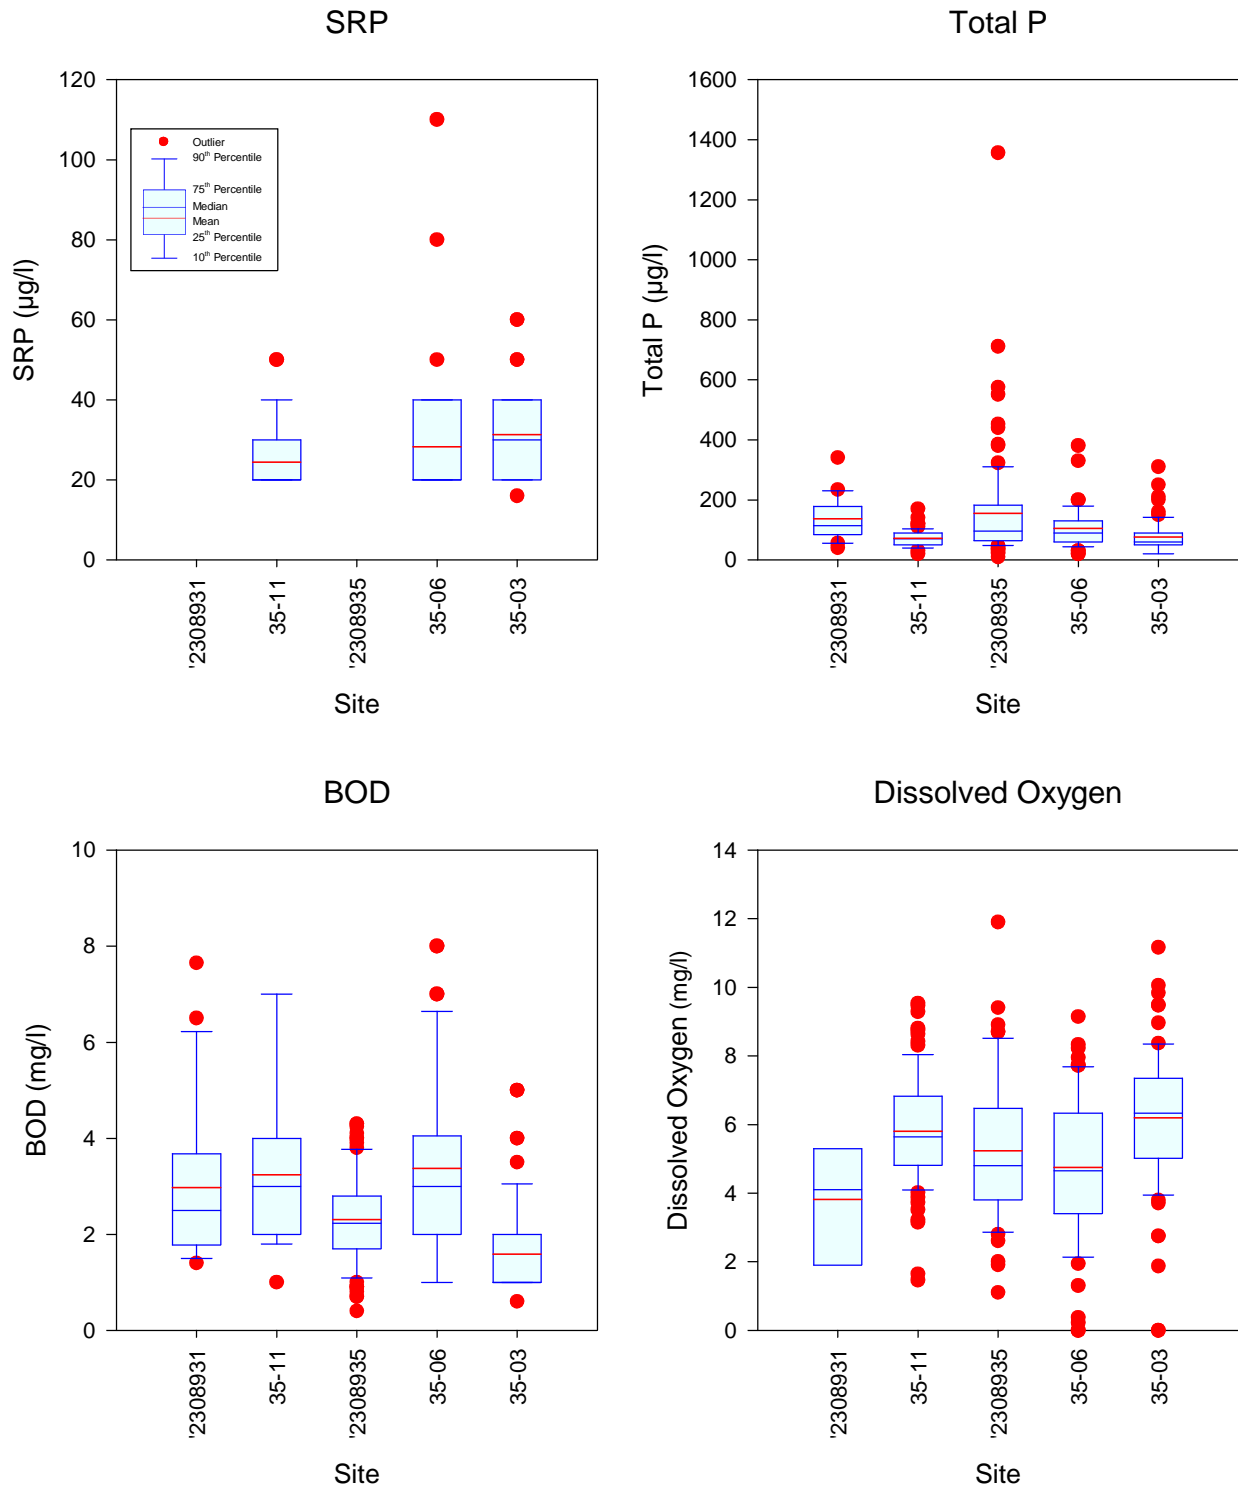 SRP
SRP (µg/l)
120
100
80
60
40
20
0
Outlier
90th Percentile
75th Percentile
Median
Mean
25th Percentile
10th Percentile
'2308931
35-11
'2308935
35-06
35-03
Site
Total P
Total P (µg/l)
1600
1400
1200
1000
800
600
400
200
0
'2308931
35-11
'2308935
35-06
35-03
Site
BOD
BOD (mg/l)
10
8
6
4
2
0
'2308931
35-11
'2308935
35-06
35-03
Site
Dissolved Oxygen
Dissolved Oxygen (mg/l)
14
12
10
8
6
4
2
0
'2308931
35-11
'2308935
35-06
35-03
Site